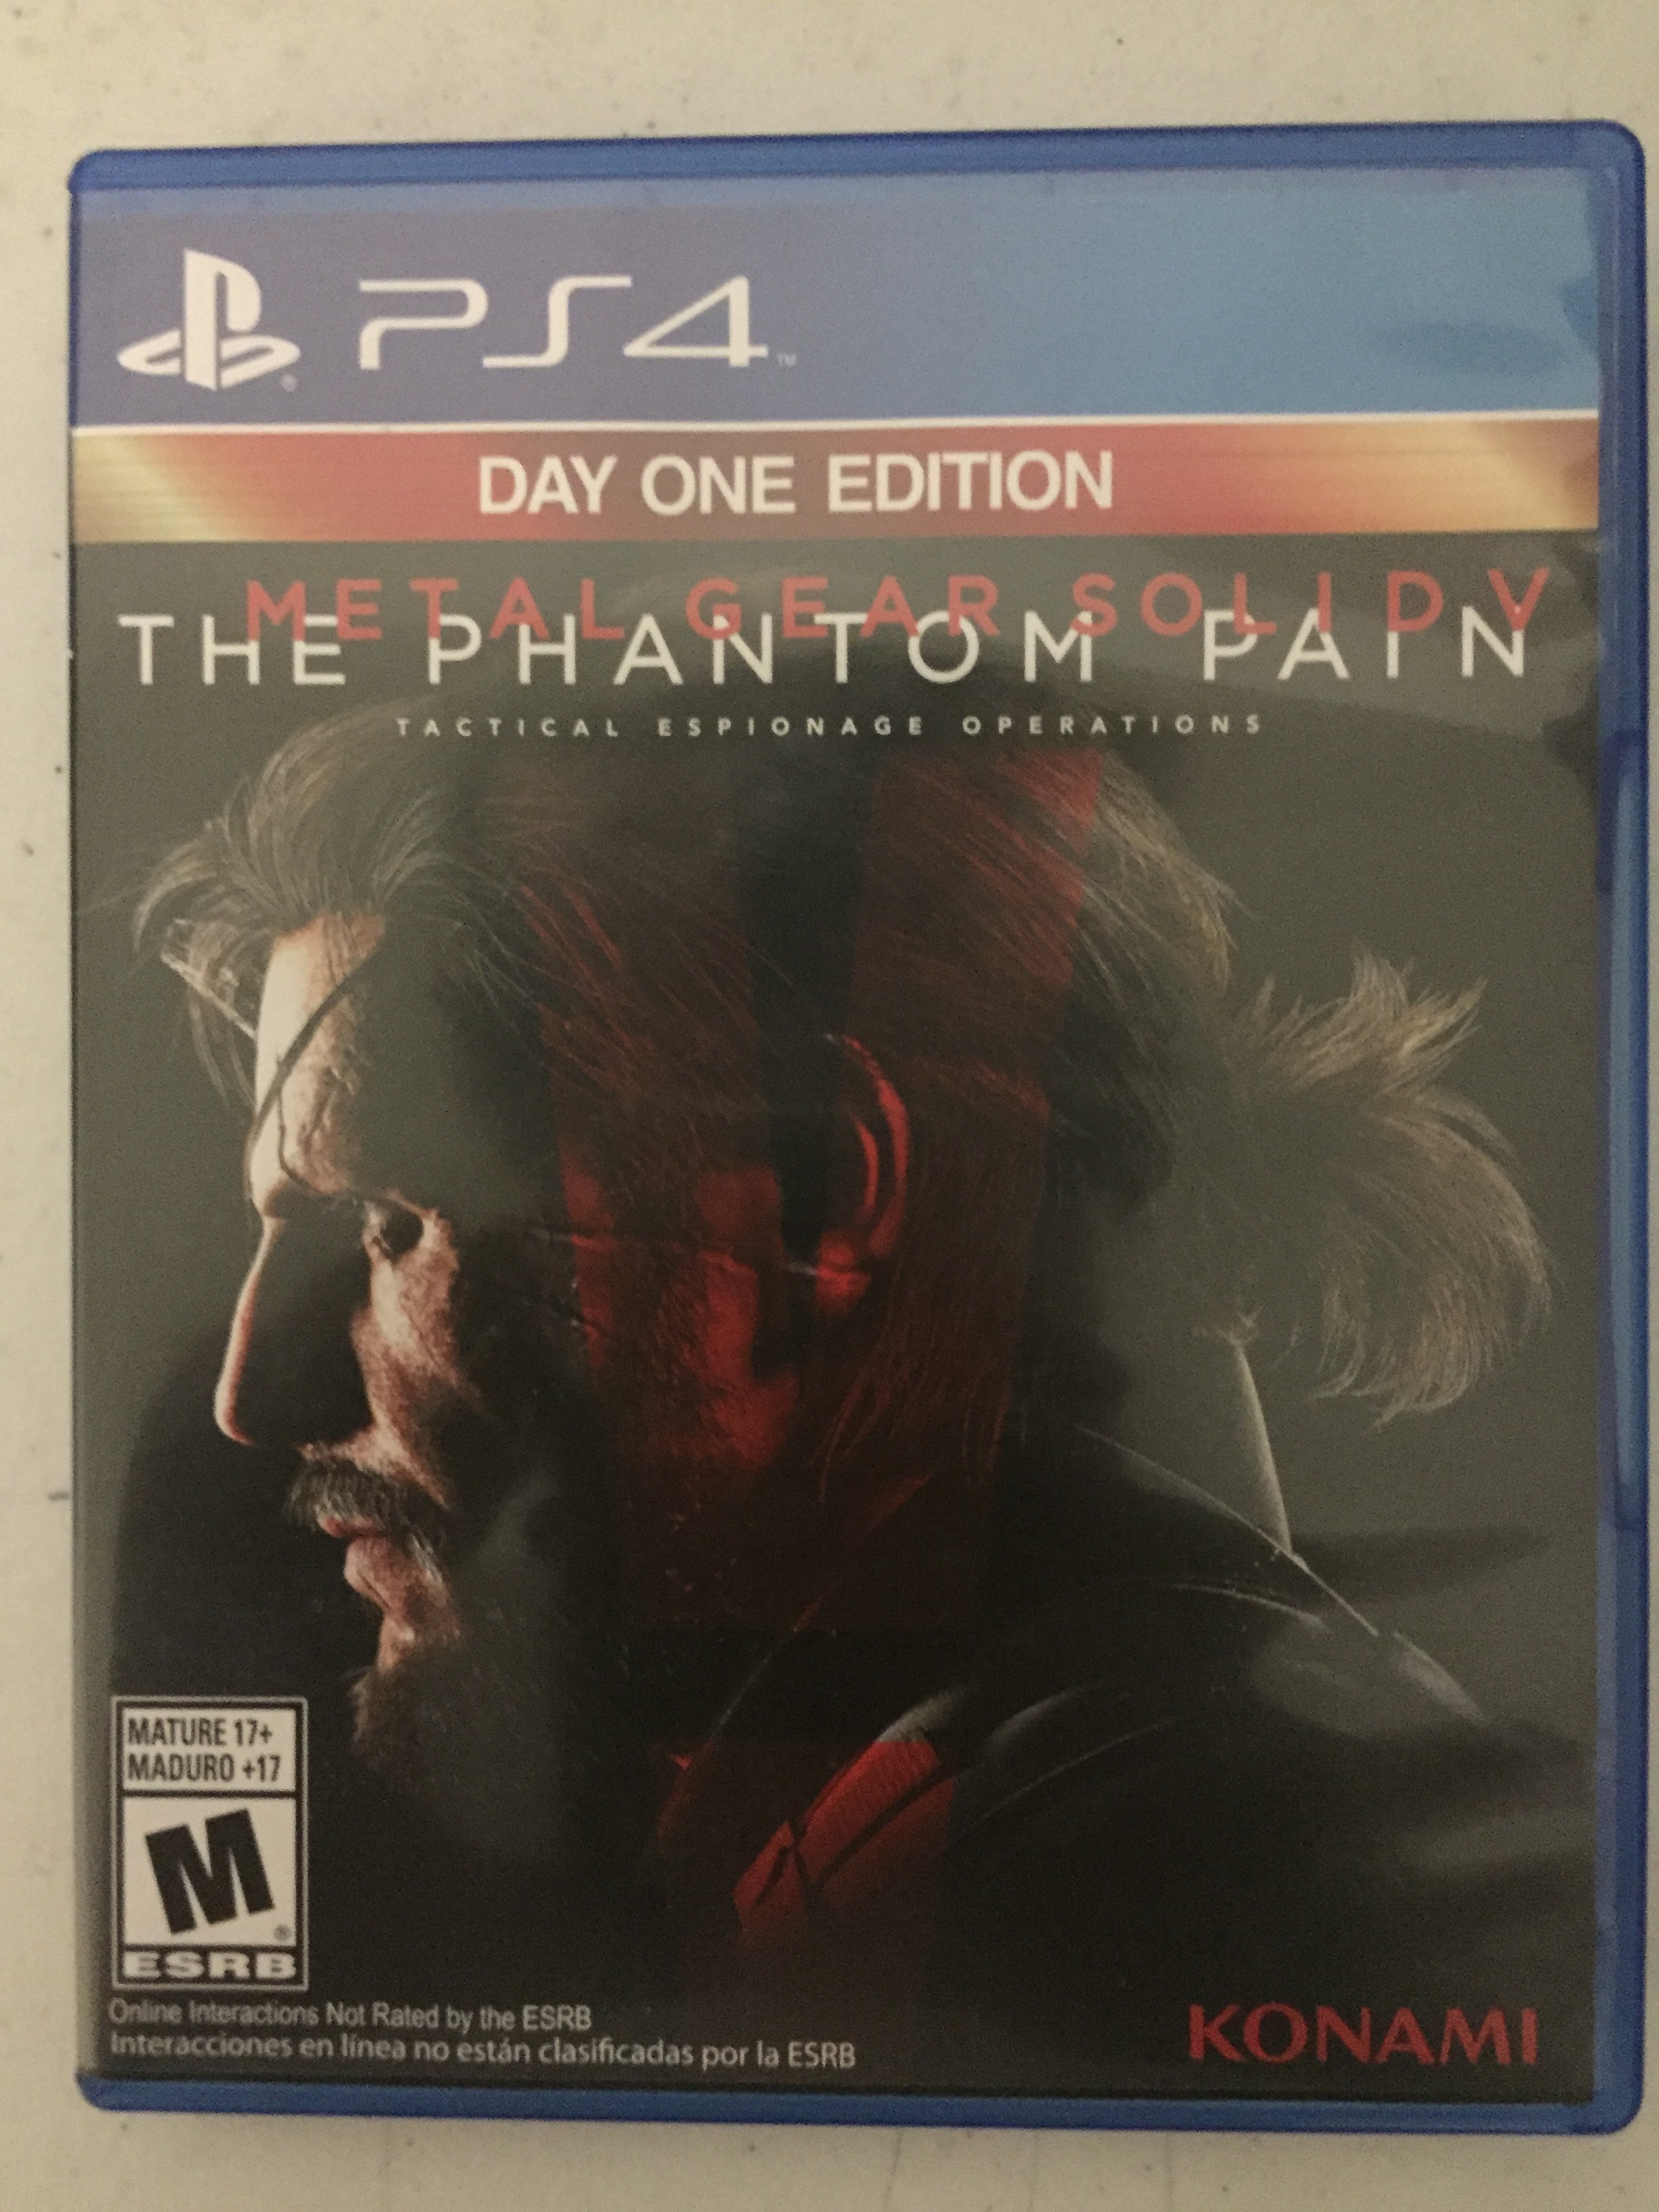 PS4™
DAY ONE EDITION
METAL GEAR SOLID V
THE PHANTOM PAIN
TACTICAL ESPIONAGE OPERATIONS
MATURE 17+
MADURO +17
M®
ESRB
Online Interactions Not Rated by the ESRB
Interacciones en línea no están clasificadas por la ESRB
KONAMI